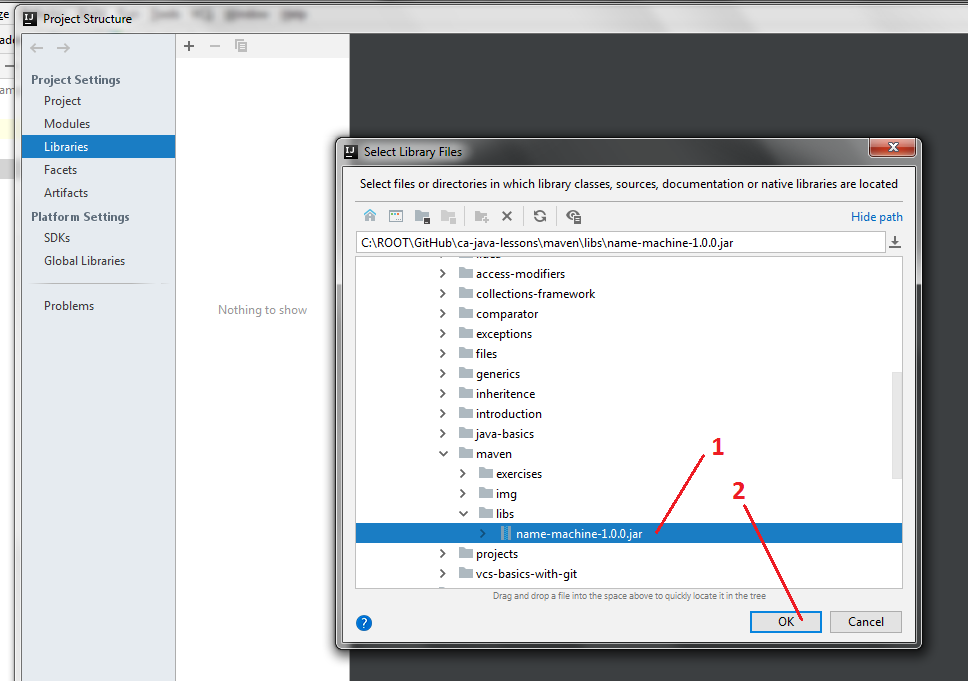 Project Structure
Project Settings
Project
Modules
Libraries
Facets
Artifacts
Platform Settings
SDKs
Global Libraries
Problems
Nothing to show
Select Library Files
Select files or directories in which library classes, sources, documentation or native libraries are located
Hide path
C:\ROOT\GitHub\ca-java-lessons\maven\libs\name-machine-1.0.0.jar
access-modifiers
collections-framework
comparator
exceptions
files
generics
inheritence
introduction
java-basics
maven
exercises
img
libs
name-machine-1.0.0.jar
projects
vcs-basics-with-git
Drag and drop a file into the space above to quickly locate it in the tree
OK
Cancel
1
2